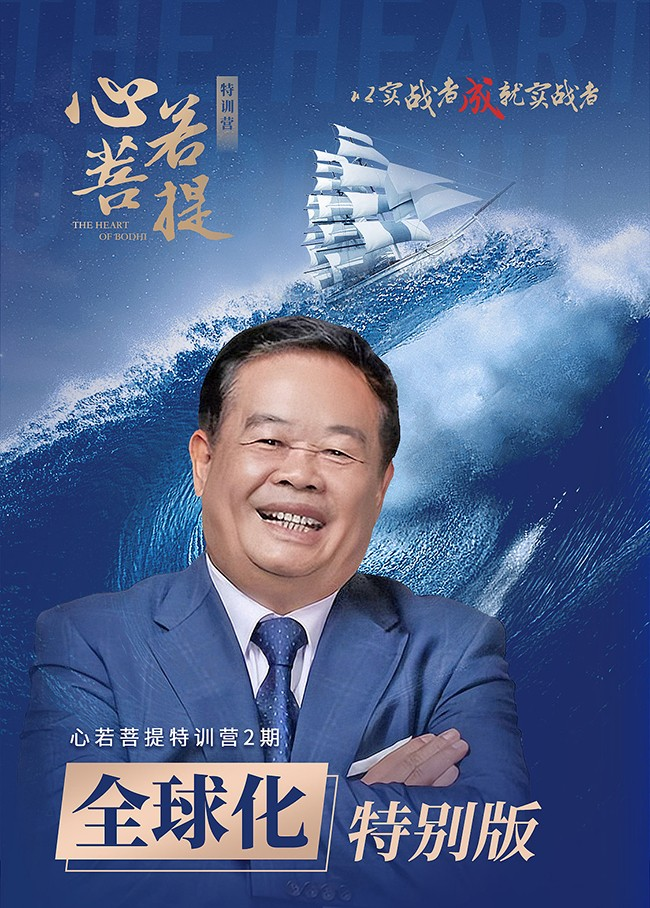 THE HEART
心若菩提
特训营
THE HEART
OF BODHI
以实战者成就实战者
心若菩提特训营2期
全球化
特别版